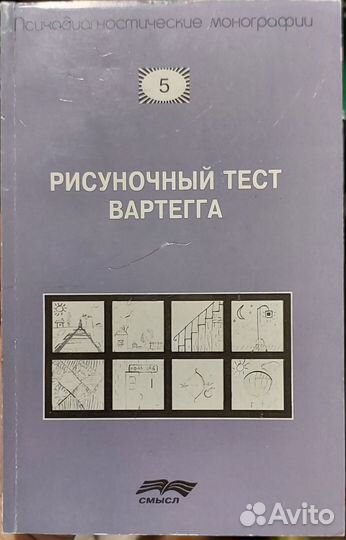 Психодиагностические монографии
5
РИСУНОЧНЫЙ ТЕСТ
ВАРТЕГГА
СМЫСЛ
Avito